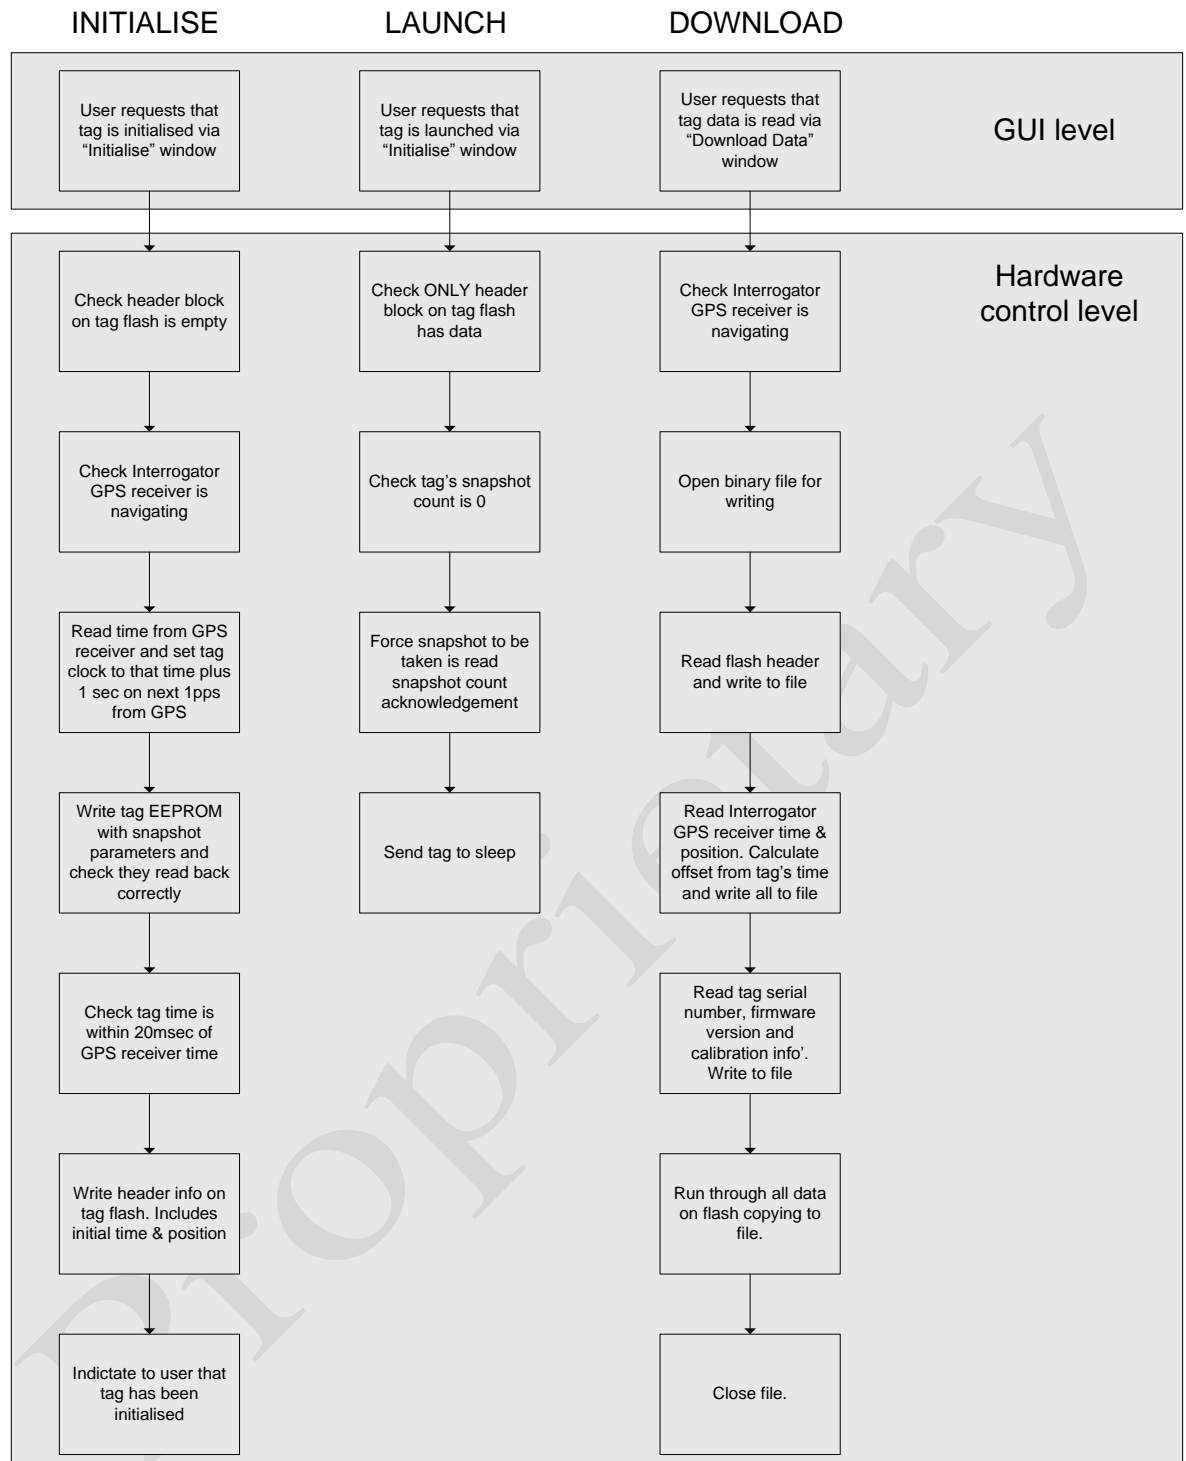 INITIALISE
LAUNCH
DOWNLOAD
User requests that
tag is initialised via
“Initialise” window
User requests that
tag is launched via
“Initialise” window
User requests that
tag data is read via
“Download Data”
window
GUI level
Hardware
control level
Check header block
on tag flash is empty
Check Interrogator
GPS receiver is
navigating
Read time from GPS
receiver and set tag
clock to that time plus
1 sec on next 1pps
from GPS
Write tag EEPROM
with snapshot
parameters and
check they read back
correctly
Check tag time is
within 20msec of
GPS receiver time
Write header info on
tag flash. Includes
initial time & position
Indictate to user that
tag has been
initialised
Check ONLY header
block on tag flash
has data
Check tag’s snapshot
count is 0
Force snapshot to be
taken is read
snapshot count
acknowledgement
Send tag to sleep
Check Interrogator
GPS receiver is
navigating
Open binary file for
writing
Read flash header
and write to file
Read Interrogator
GPS receiver time &
position. Calculate
offset from tag’s time
and write all to file
Read tag serial
number, firmware
version and
calibration info’.
Write to file
Run through all data
on flash copying to
file.
Close file.
Proprietary